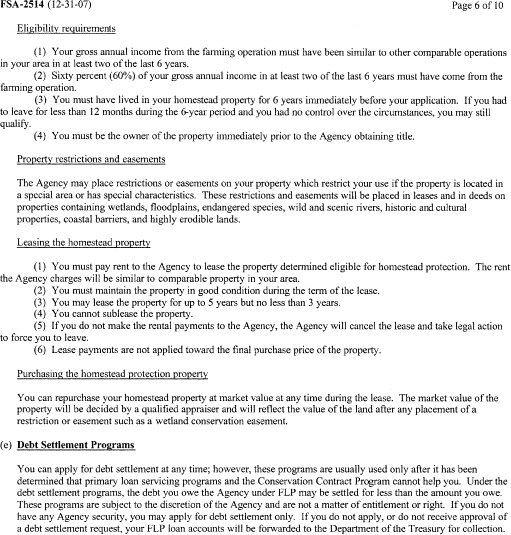 FSA-2514 (12-31-07) Page 6 of 10
Eligibility requirements
(1) Your gross annual income from the farming operation must have been similar to other comparable operations
in your area in at least two of the last 6 years.
(2) Sixty percent (60%) of your gross annual income in at least two of the last 6 years must have come from the
farming operation.
(3) You must have lived in your homestead property for 6 years immediately before your application. If you had
to leave for less than 12 months during the 6-year period and you had no control over the circumstances, you may still
qualify.
(4) You must be the owner of the property immediately prior to the Agency obtaining title.
Property restrictions and easements
The Agency may place restrictions or easements on your property which restrict your use if the property is located in
a special area or has special characteristics. These restrictions and easements will be placed in leases and in deeds on
properties containing wetlands, floodplains, endangered species, wild and scenic rivers, historic and cultural
properties, coastal barriers, and highly erodible lands.
Leasing the homestead property
(1) You must pay rent to the Agency to lease the property determined eligible for homestead protection. The rent
the Agency charges will be similar to comparable property in your area.
(2) You must maintain the property in good condition during the term of the lease.
(3) You may lease the property for up to 5 years but no less than 3 years.
(4) You cannot sublease the property.
(5) If you do not make the rental payments to the Agency, the Agency will cancel the lease and take legal action
to force you to leave.
(6) Lease payments are not applied toward the final purchase price of the property.
Purchasing the homestead protection property
You can repurchase your homestead property at market value at any time during the lease. The market value of the
property will be decided by a qualified appraiser and will reflect the value of the land after any placement of a
restriction or easement such as a wetland conservation easement.
(e) Debt Settlement Programs
You can apply for debt settlement at any time; however, these programs are usually used only after it has been
determined that primary loan servicing programs and the Conservation Contract Program cannot help you. Under the
debt settlement programs, the debt you owe the Agency under FLP may be settled for less than the amount you owe.
These programs are subject to the discretion of the Agency and are not a matter of entitlement or right. If you do not
have any Agency security, you may apply for debt settlement only. If you do not apply, or do not receive approval of
a debt settlement request, your FLP loan accounts will be forwarded to the Department of the Treasury for collection.